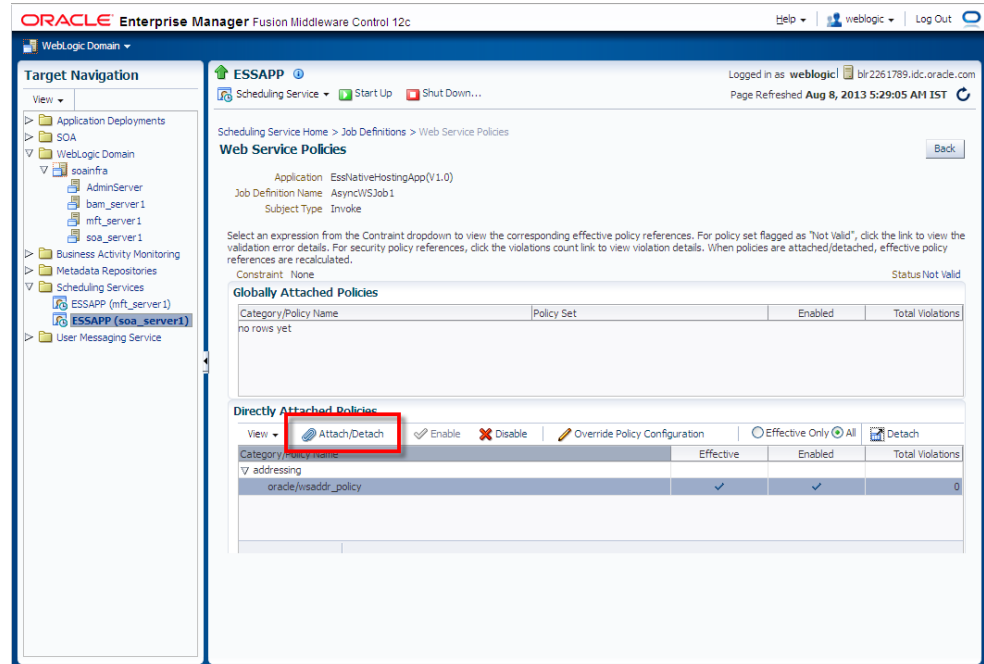 ORACLE Enterprise Manager Fusion Middleware Control 12c
Help weblogic Log Out
WebLogic Domain
Target Navigation
View
Application Deployments
SOA
WebLogic Domain
soainfra
AdminServer
bam_server1
mft_server1
soa_server1
Business Activity Monitoring
Metadata Repositories
Scheduling Services
ESSAPP (mft_server1)
ESSAPP (soa_server1)
User Messaging Service
ESSAPP
Logged in as weblogic blr2261789.idc.oracle.com
Scheduling Service Start Up Shut Down...
Page Refreshed Aug 8, 2013 5:29:05 AM IST
Scheduling Service Home > Job Definitions > Web Service Policies
Web Service Policies
Back
Application EssNativeHostingApp(V1.0)
Job Definition Name AsyncWSJob1
Subject Type Invoke
Select an expression from the Contraint dropdown to view the corresponding effective policy references. For policy set flagged as "Not Valid", click the link to view the
validation error details. For security policy references, click the violations count link to view violation details. When policies are attached/detached, effective policy
references are recalculated.
Constraint None
Status Not Valid
Globally Attached Policies
Category/Policy Name Policy Set Enabled Total Violations
no rows yet
Directly Attached Policies
View Attach/Detach Enable Disable Override Policy Configuration Effective Only All Detach
Category/Policy Name Effective Enabled Total Violations
addressing
oracle/wsaddr_policy 0